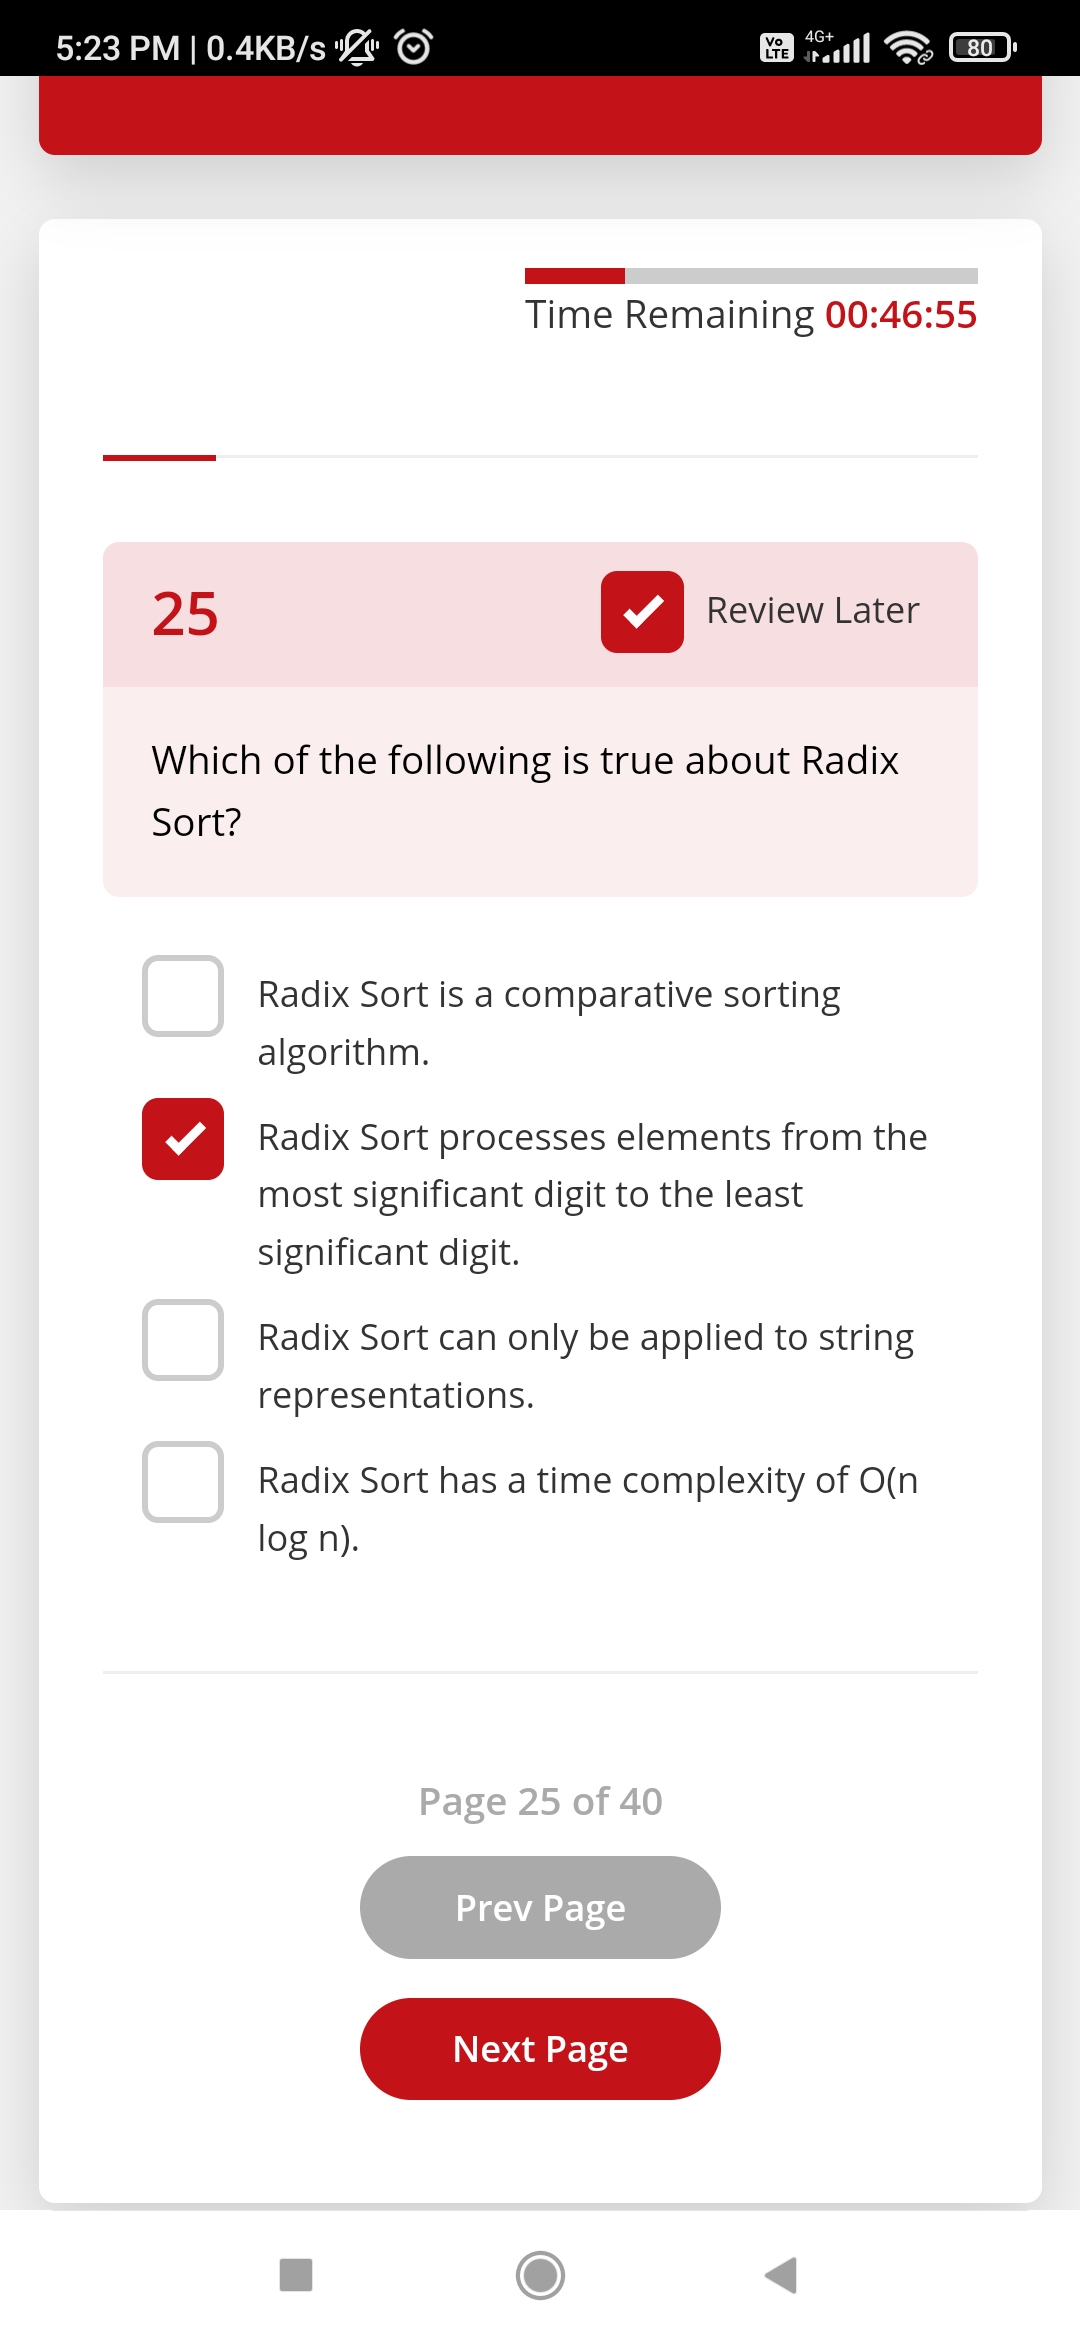 5:23 PM | 0.4KB/s
Vo LTE
4G+
80
Time Remaining 00:46:55
25
Review Later
Which of the following is true about Radix
Sort?
Radix Sort is a comparative sorting
algorithm.
Radix Sort processes elements from the
most significant digit to the least
significant digit.
Radix Sort can only be applied to string
representations.
Radix Sort has a time complexity of O(n
log n).
Page 25 of 40
Prev Page
Next Page